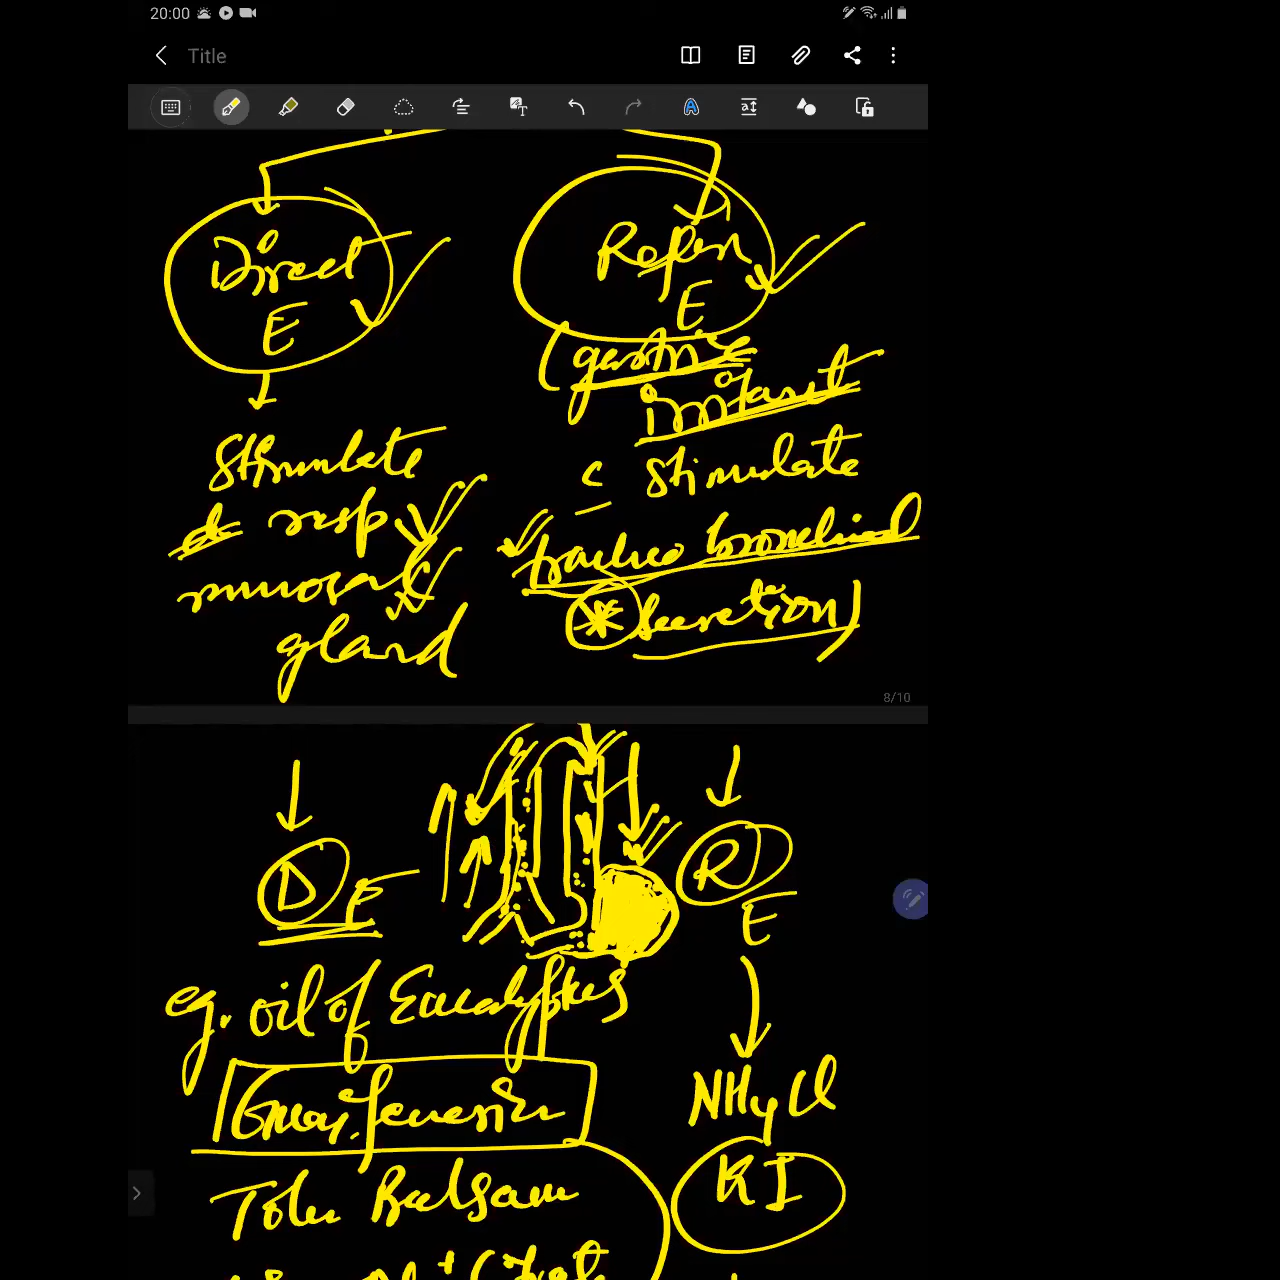 20:00
Title
Direct
E
Reflex
E
(gastric
irritant
c stimulate
tracheo bronchial
* secretion)
Stimulate
resp
mucosal
gland
8/10
D E
R E
eg. oil of Eucalyptus
Guaifenesin
Tolu Balsam
NH4Cl
KI